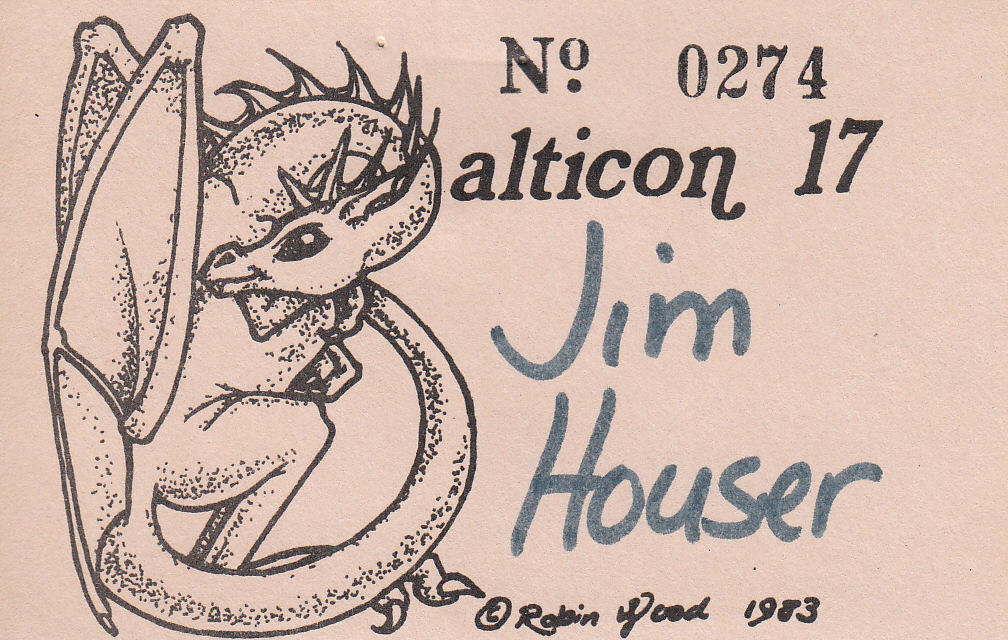 Nº 0274
Balticon 17
Jim
Houser
© Robin Wood 1983